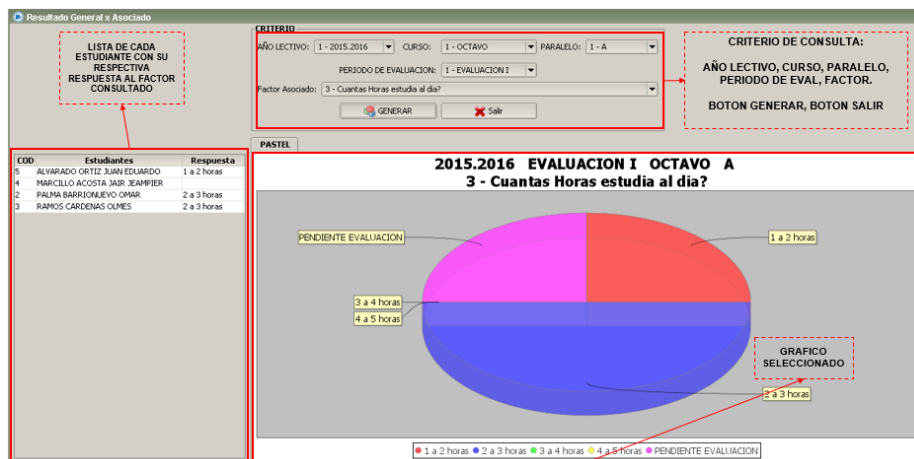 Resultado General x Asociado
LISTA DE CADA
ESTUDIANTE CON SU
RESPECTIVA
RESPUESTA AL FACTOR
CONSULTADO
CRITERIO
AÑO LECTIVO: 1 - 2015.2016 CURSO: 1 - OCTAVO PARALELO: 1 - A
PERIODO DE EVALUACION: 1 - EVALUACION I
Factor Asociado: 3 - Cuantas Horas estudia al dia?
GENERAR Salir
CRITERIO DE CONSULTA:
AÑO LECTIVO, CURSO, PARALELO,
PERIODO DE EVAL, FACTOR.
BOTON GENERAR, BOTON SALIR
COD Estudiantes Respuesta
5 ALVARADO ORTIZ JUAN EDUARDO 1 a 2 horas
4 MARCILLO ACOSTA JAIR JEAMPIER
2 PALMA BARRIONUEVO OMAR 2 a 3 horas
3 RAMOS CARDENAS OLMES 2 a 3 horas
PASTEL
2015.2016 EVALUACION I OCTAVO A
3 - Cuantas Horas estudia al dia?
PENDIENTE EVALUACION
1 a 2 horas
3 a 4 horas
4 a 5 horas
GRAFICO
SELECCIONADO
2 a 3 horas
1 a 2 horas 2 a 3 horas 3 a 4 horas 4 a 5 horas PENDIENTE EVALUACION